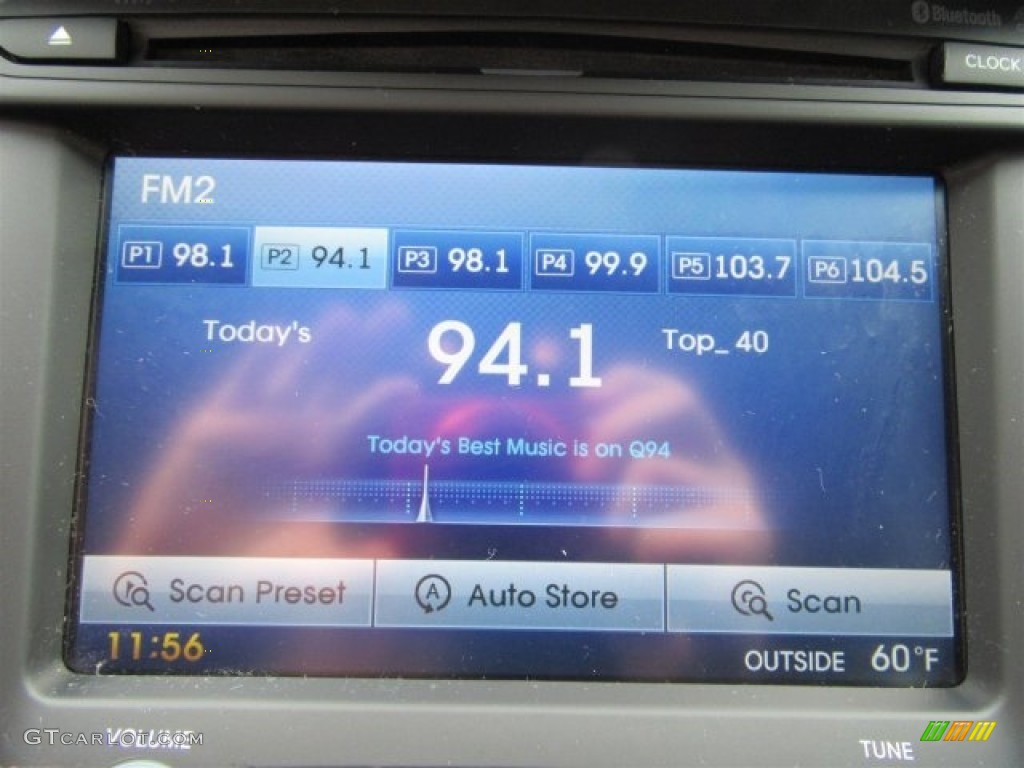 Bluetooth
CLOCK
FM2
P1 98.1 P2 94.1 P3 98.1 P4 99.9 P5 103.7 P6 104.5
Today's 94.1 Top_ 40
Today's Best Music is on Q94
Scan Preset Auto Store Scan
11:56 OUTSIDE 60°F
VOLUME TUNE
GTCARLOT.COM